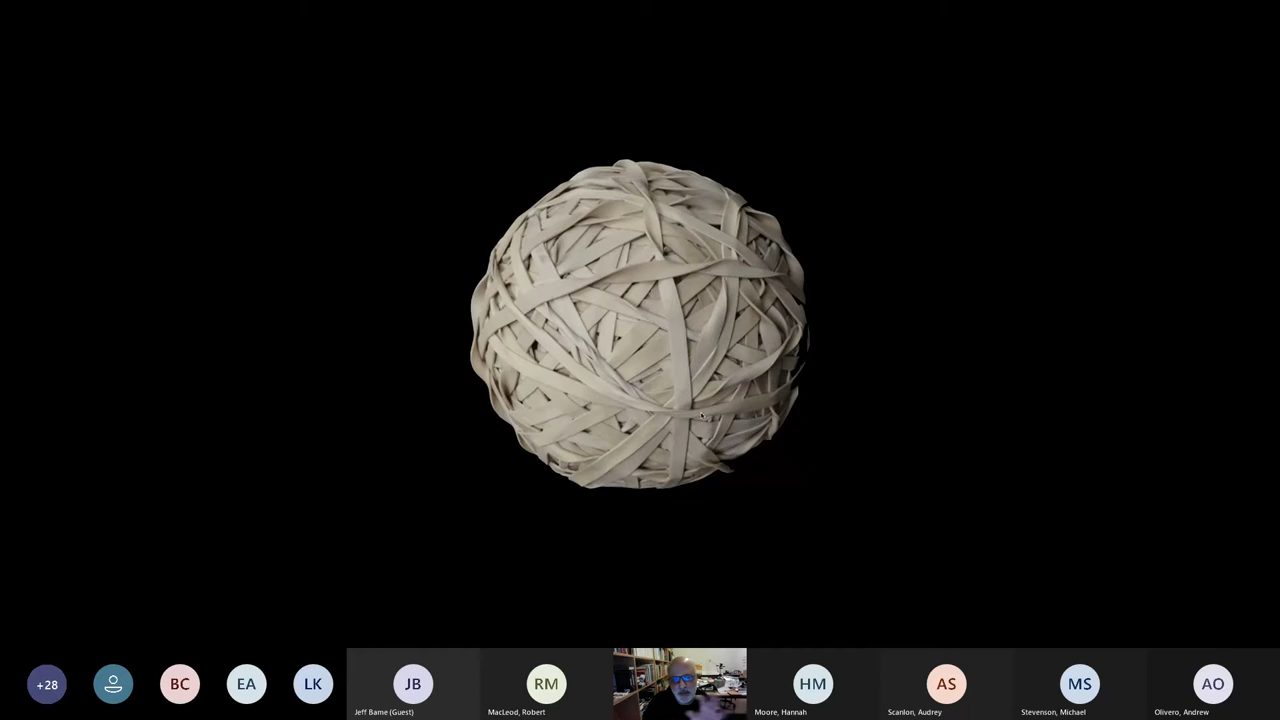 +28
BC
EA
LK
JB
RM
HM
AS
MS
AO
Jeff Bame (Guest)
MacLeod, Robert
Moore, Hannah
Scanlon, Audrey
Stevenson, Michael
Olivero, Andrew